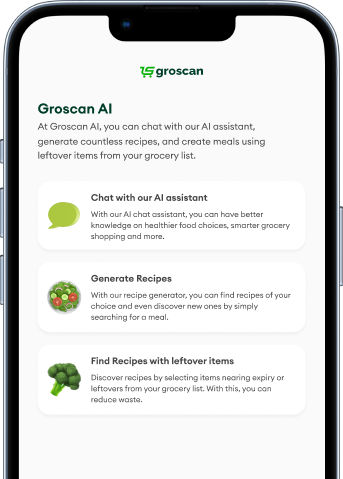 groscan
Groscan AI
At Groscan AI, you can chat with our AI assistant,
generate countless recipes, and create meals using
leftover items from your grocery list.
Chat with our AI assistant
With our AI chat assistant, you can have better
knowledge on healthier food choices, smarter grocery
shopping and more.
Generate Recipes
With our recipe generator, you can find recipes of your
choice and even discover new ones by simply
searching for a meal.
Find Recipes with leftover items
Discover recipes by selecting items nearing expiry or
leftovers from your grocery list. With this, you can
reduce waste.